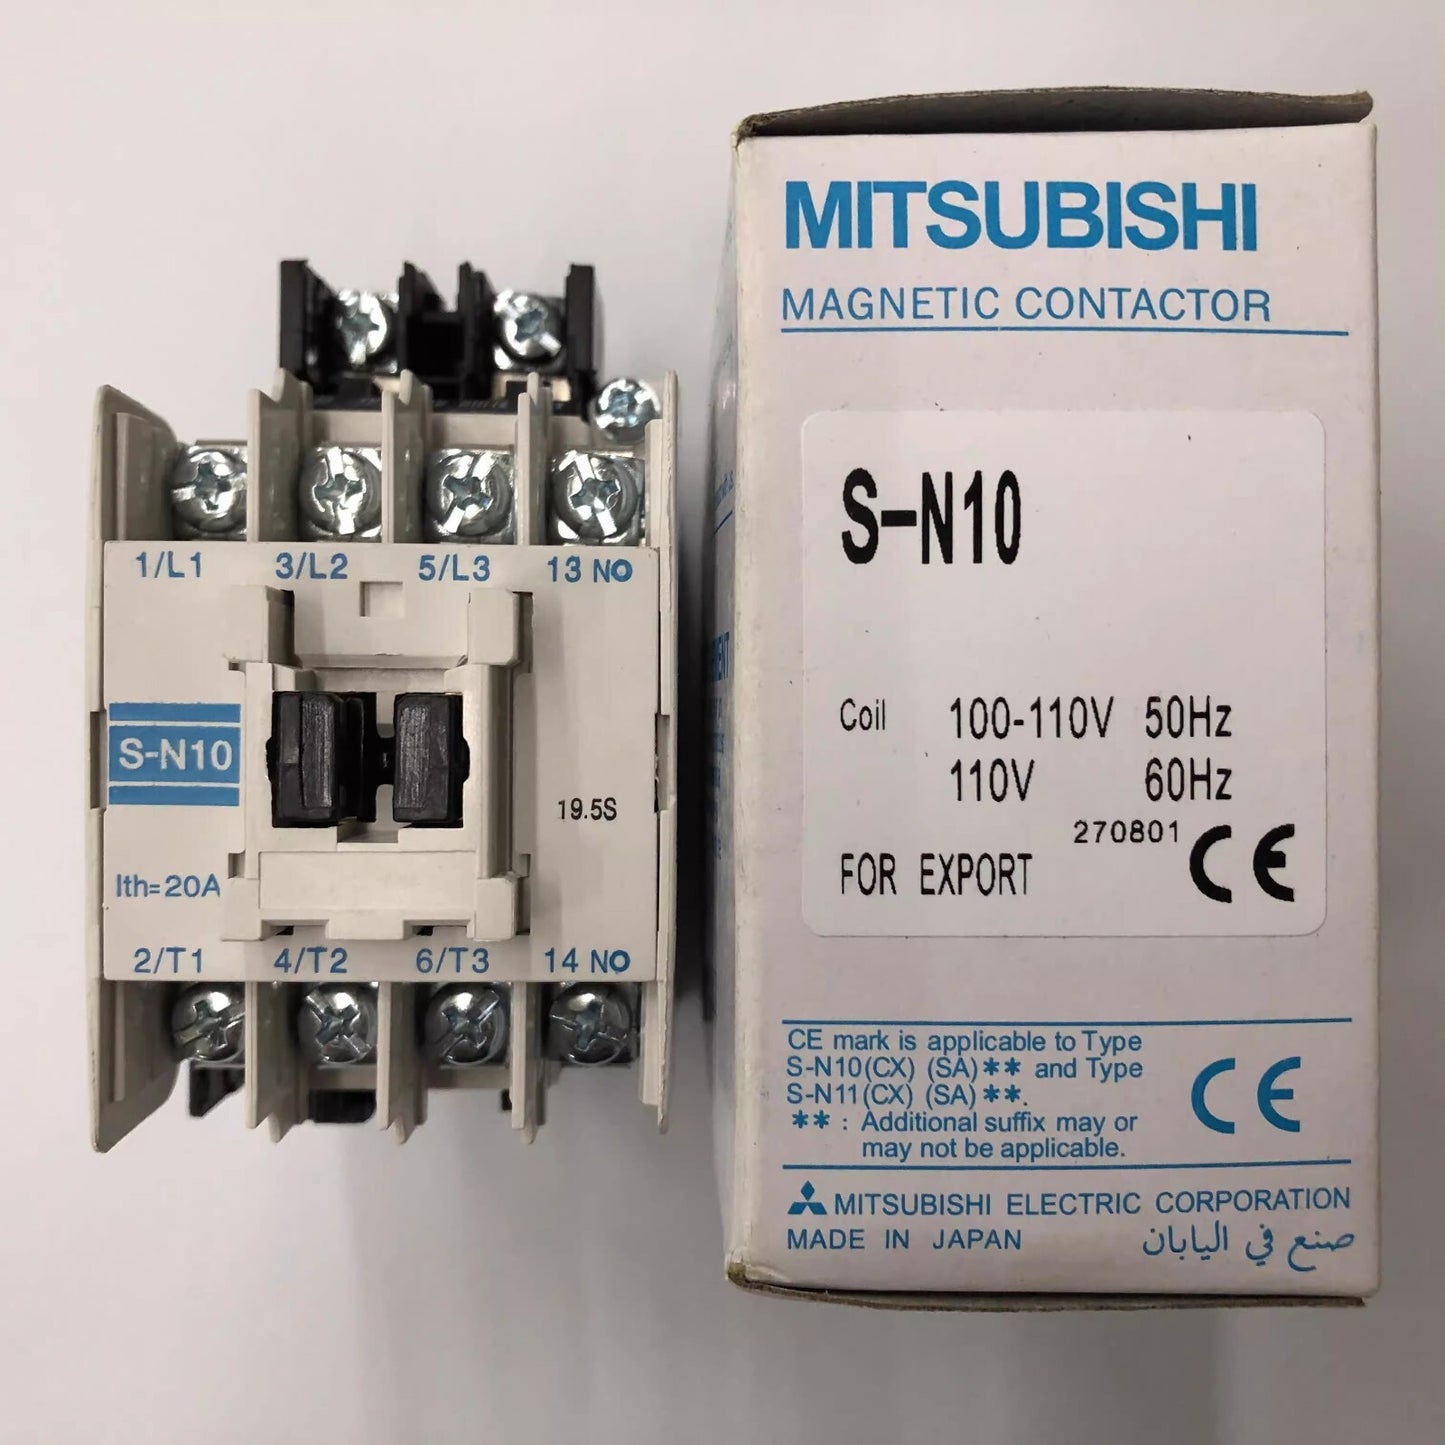 1/L1 3/L2 5/L3 13 NO
S-N10
19.5S
Ith=20A
2/T1 4/T2 6/T3 14 NO
MITSUBISHI
MAGNETIC CONTACTOR
S-N10
Coil 100-110V 50Hz
110V 60Hz
270801
FOR EXPORT CE
CE mark is applicable to Type
S-N10(CX) (SA)** and Type
S-N11(CX) (SA)**.
** : Additional suffix may or
may not be applicable.
CE
MITSUBISHI ELECTRIC CORPORATION
MADE IN JAPAN صنع في اليابان